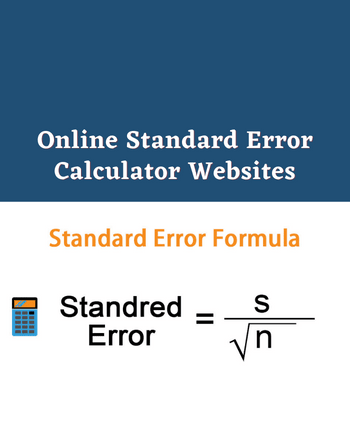 Online Standard Error
Calculator Websites
Standard Error Formula
Standred
Error
= s
√n